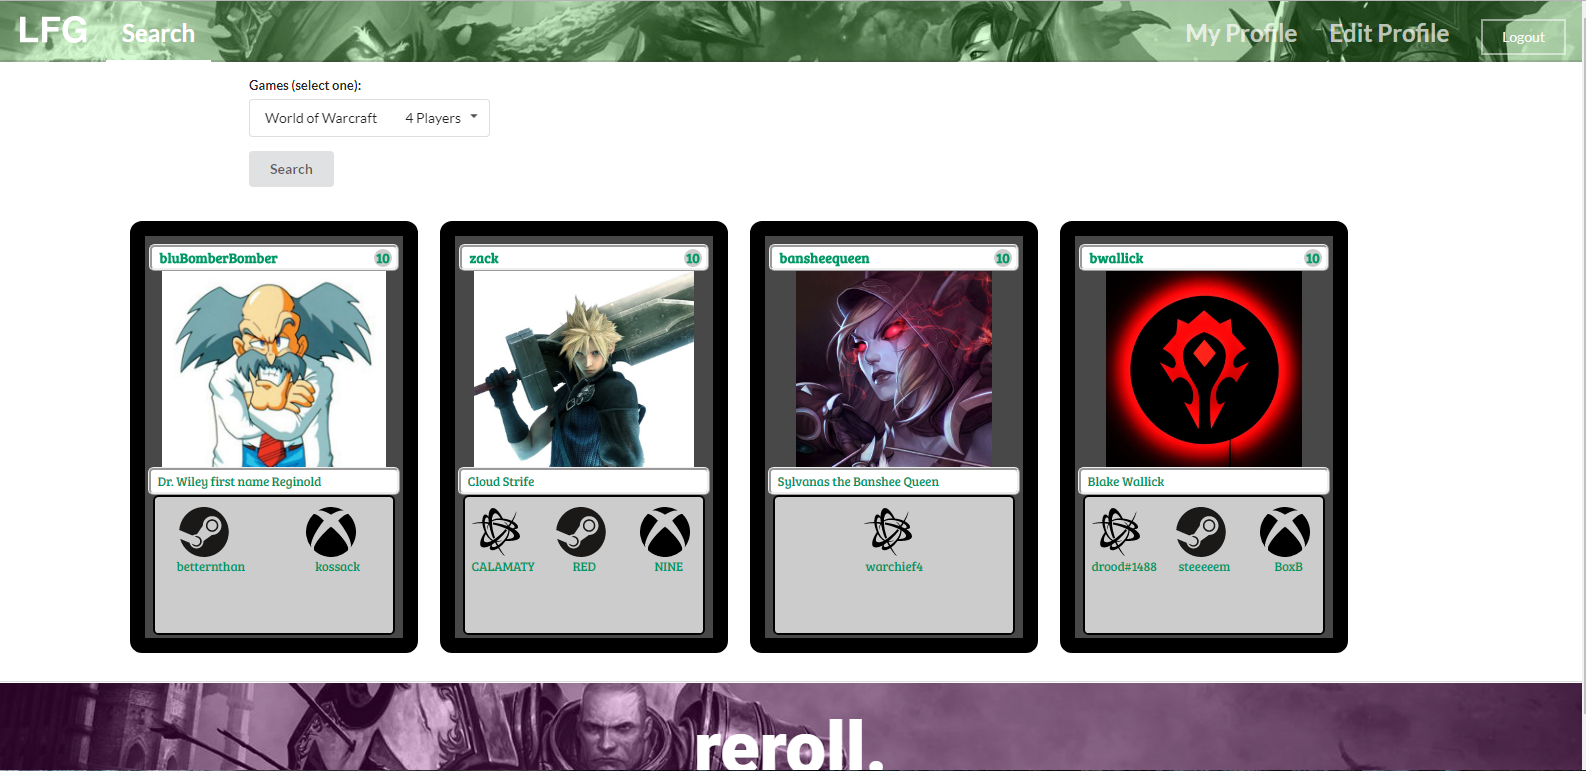 LFG Search My Profile Edit Profile Logout
Games (select one):
World of Warcraft 4 Players
Search
bluBomberBomber 10
Dr. Wiley first name Reginold
betternthan kossack
zack 10
Cloud Strife
CALAMATY RED NINE
bansheequeen 10
Sylvanas the Banshee Queen
warchief4
bwallick 10
Blake Wallick
drood#1488 steeeeem BoxB
reroll.